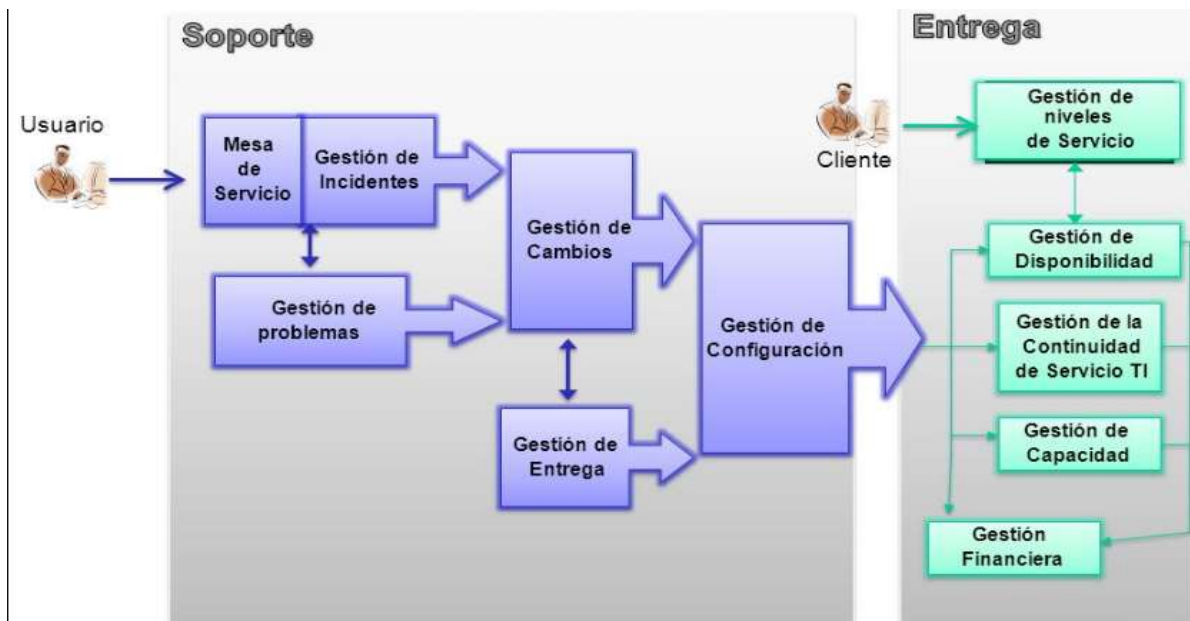 Soporte
Entrega
Usuario
Mesa
de
Servicio
Gestión de
Incidentes
Gestión de
problemas
Gestión de
Cambios
Gestión de
Entrega
Gestión de
Configuración
Cliente
Gestión de
niveles
de Servicio
Gestión de
Disponibilidad
Gestión de la
Continuidad
de Servicio TI
Gestión de
Capacidad
Gestión
Financiera